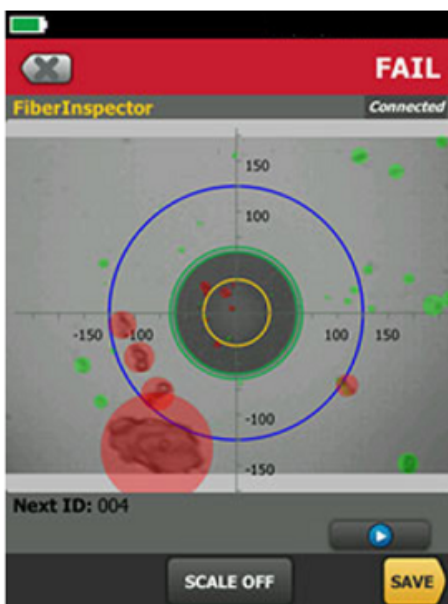 FAIL
FiberInspector Connected
150
100
-150 -100 100 150
-100
-150
Next ID: 004
SCALE OFF SAVE